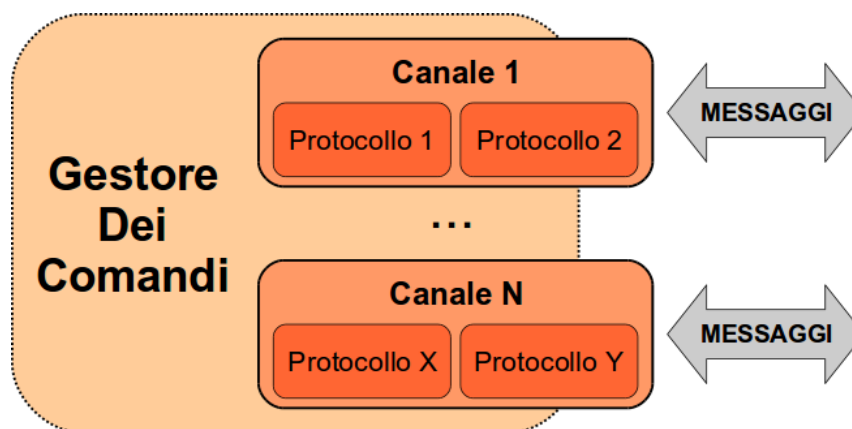 Gestore
Dei
Comandi
Canale 1
Protocollo 1
Protocollo 2
MESSAGGI
...
Canale N
Protocollo X
Protocollo Y
MESSAGGI